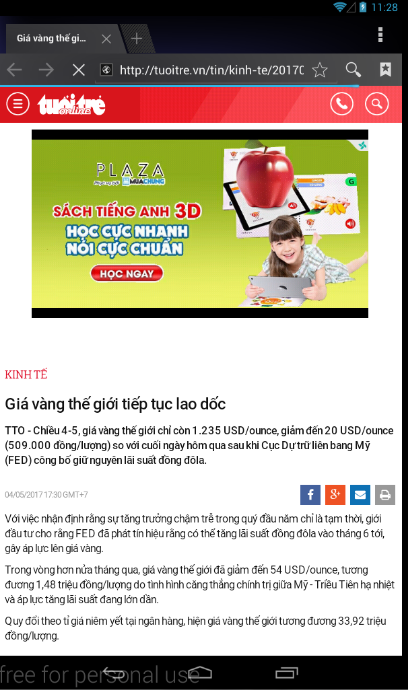 11:28
Giá vàng thế gi...
http://tuoitre.vn/tin/kinh-te/2017
tuổi trẻ
online
PLAZA
MUACHUNG
SÁCH TIẾNG ANH 3D
HỌC CỰC NHANH
NÓI CỰC CHUẨN
HỌC NGAY
KINH TẾ
Giá vàng thế giới tiếp tục lao dốc
TTO - Chiều 4-5, giá vàng thế giới chỉ còn 1.235 USD/ounce, giảm đến 20 USD/ounce
(509.000 đồng/lượng) so với cuối ngày hôm qua sau khi Cục Dự trữ liên bang Mỹ
(FED) công bố giữ nguyên lãi suất đồng đôla.
04/05/2017 17:30 GMT+7
Với việc nhận định rằng sự tăng trưởng chậm trễ trong quý đầu năm chỉ là tạm thời, giới
đầu tư cho rằng FED đã phát tín hiệu rằng có thể tăng lãi suất đồng đôla vào tháng 6 tới,
gây áp lực lên giá vàng.
Trong vòng hơn nửa tháng qua, giá vàng thế giới đã giảm đến 54 USD/ounce, tương
đương 1,48 triệu đồng/lượng do tình hình căng thẳng chính trị giữa Mỹ - Triều Tiên hạ nhiệt
và áp lực tăng lãi suất đang lớn dần.
Quy đổi theo tỉ giá niêm yết tại ngân hàng, hiện giá vàng thế giới tương đương 33,92 triệu
đồng/lượng.
free for personal use